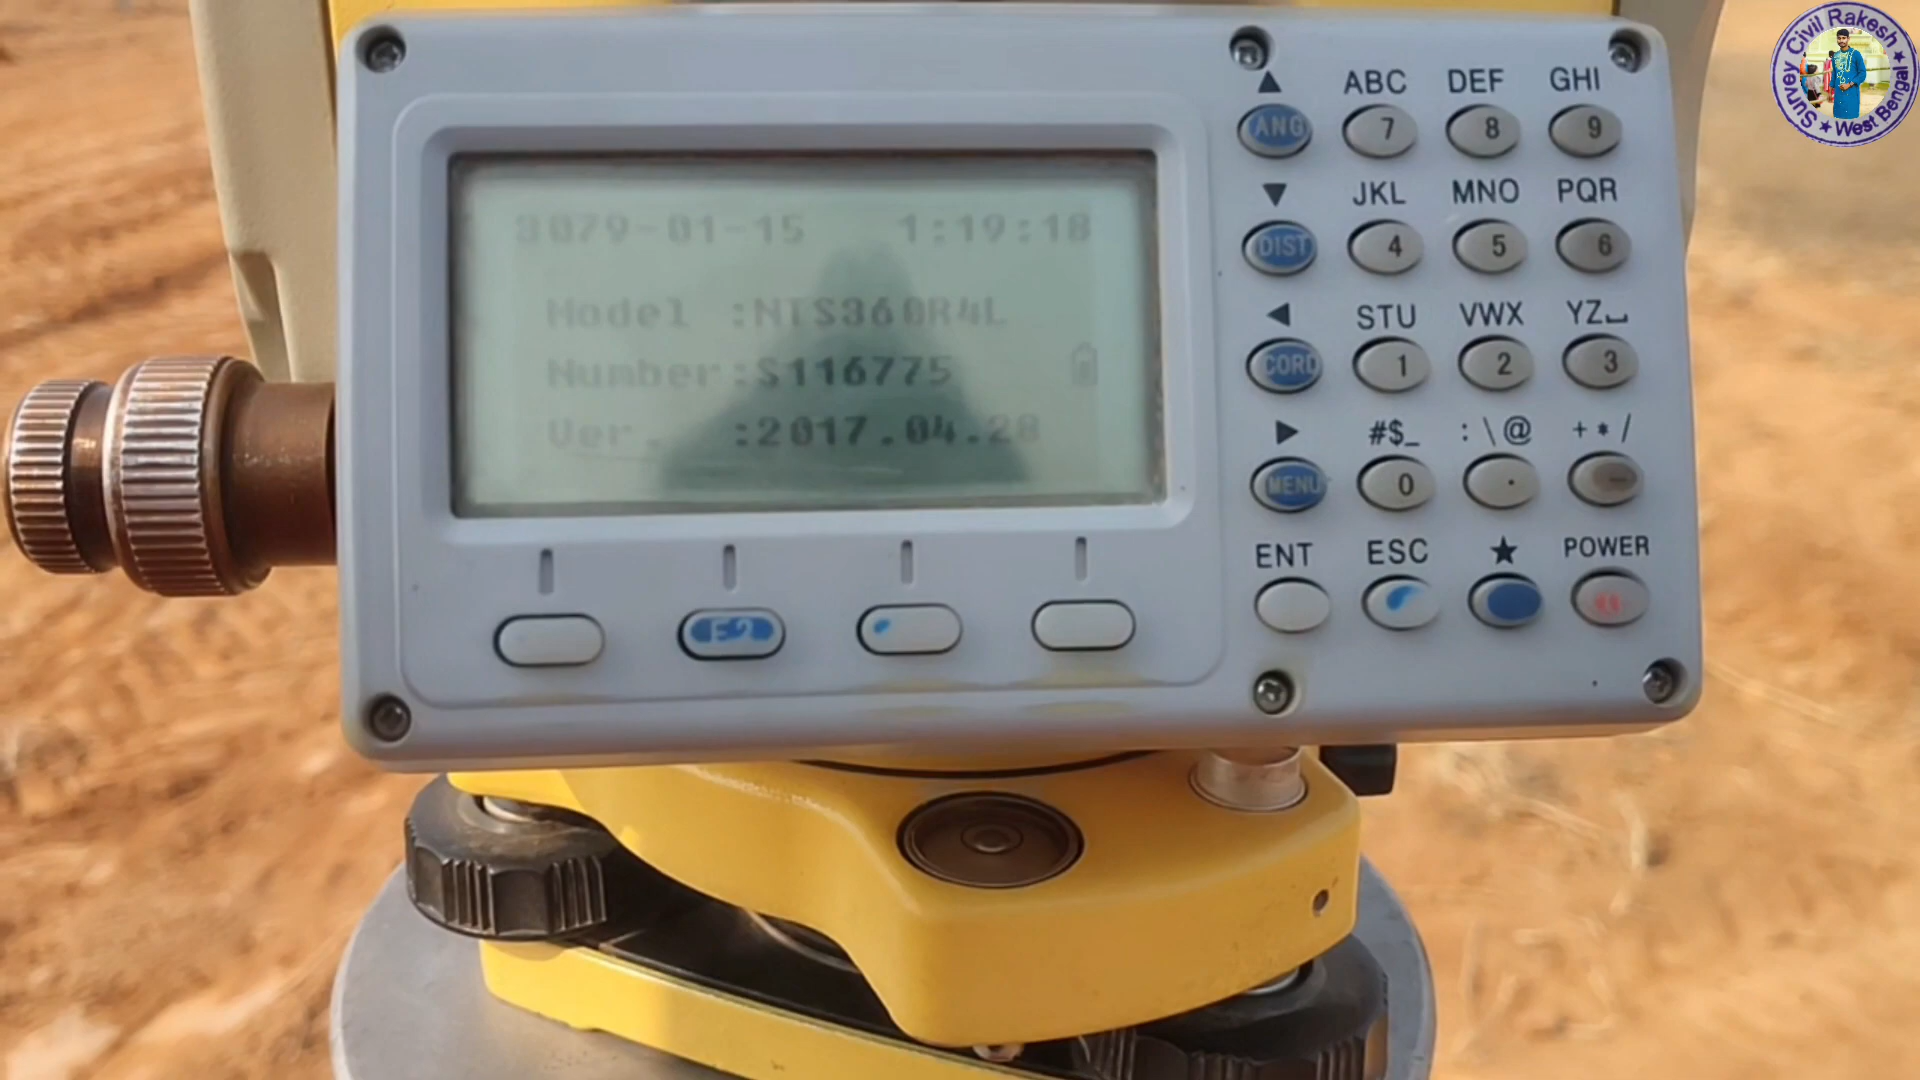 3079-01-15 1:19:18
Model :NTS360R4L
Number:S116775
Ver. :2017.04.28
F2
▲ ABC DEF GHI
ANG 7 8 9
▼ JKL MNO PQR
DIST 4 5 6
◀ STU VWX YZ⎵
CORD 1 2 3
▶ #$_ :\@ +*/
MENU 0 . -
ENT ESC ★ POWER
Survey Civil Rakesh
★ West Bengal ★